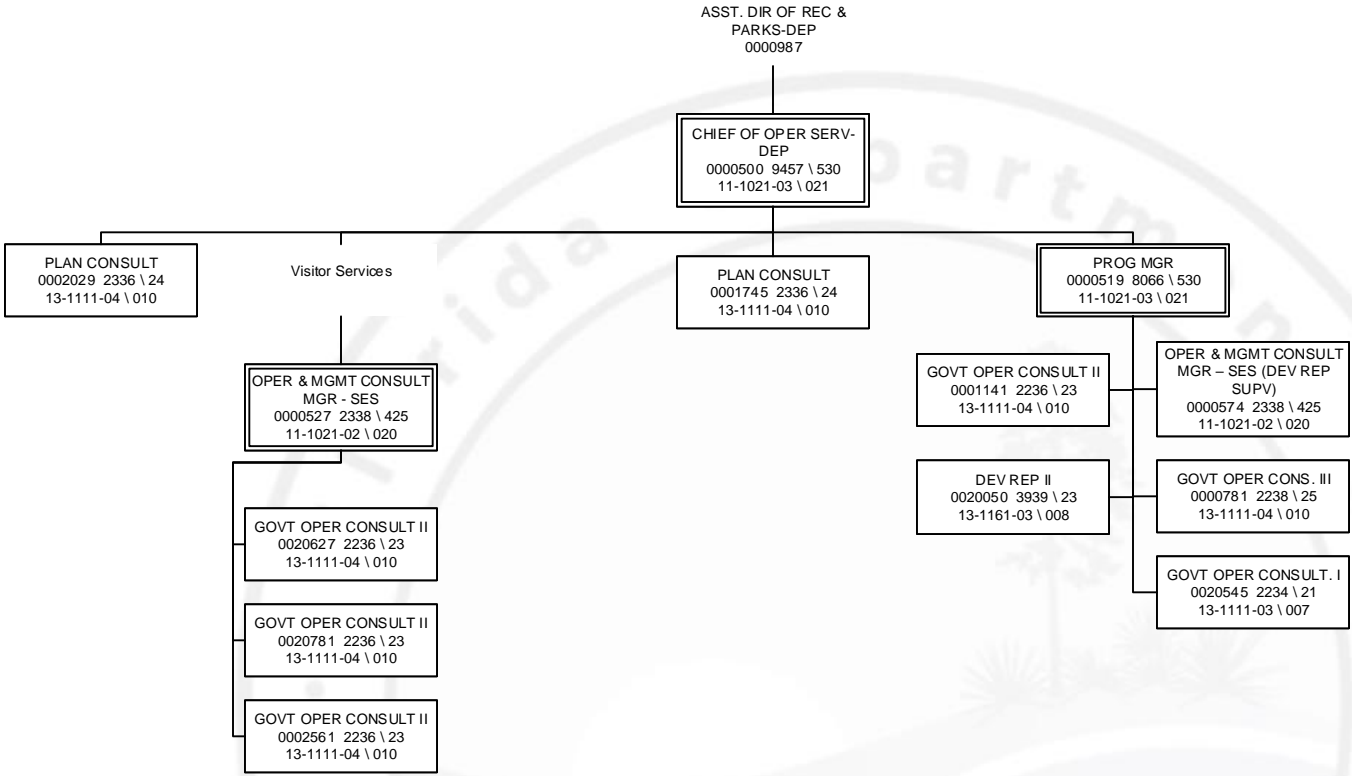 ASST. DIR OF REC &
PARKS-DEP
0000987
CHIEF OF OPER SERV-
DEP
0000500 9457 \ 530
11-1021-03 \ 021
PLAN CONSULT
0002029 2336 \ 24
13-1111-04 \ 010
Visitor Services
PLAN CONSULT
0001745 2336 \ 24
13-1111-04 \ 010
PROG MGR
0000519 8066 \ 530
11-1021-03 \ 021
OPER & MGMT CONSULT
MGR - SES
0000527 2338 \ 425
11-1021-02 \ 020
GOVT OPER CONSULT II
0020627 2236 \ 23
13-1111-04 \ 010
GOVT OPER CONSULT II
0020781 2236 \ 23
13-1111-04 \ 010
GOVT OPER CONSULT II
0002561 2236 \ 23
13-1111-04 \ 010
GOVT OPER CONSULT II
0001141 2236 \ 23
13-1111-04 \ 010
OPER & MGMT CONSULT
MGR – SES (DEV REP
SUPV)
0000574 2338 \ 425
11-1021-02 \ 020
DEV REP II
0020050 3939 \ 23
13-1161-03 \ 008
GOVT OPER CONS. III
0000781 2238 \ 25
13-1111-04 \ 010
GOVT OPER CONSULT. I
0020545 2234 \ 21
13-1111-03 \ 007